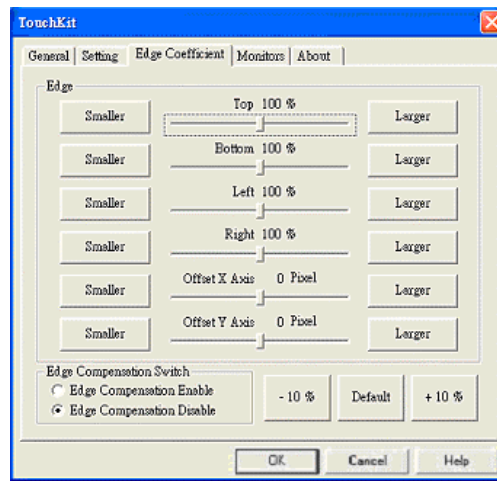 TouchKit
General Setting Edge Coefficient Monitors About
Edge
Smaller Top 100 % Larger
Smaller Bottom 100 % Larger
Smaller Left 100 % Larger
Smaller Right 100 % Larger
Smaller Offset X Axis 0 Pixel Larger
Smaller Offset Y Axis 0 Pixel Larger
Edge Compensation Switch
Edge Compensation Enable
Edge Compensation Disable
- 10 % Default + 10 %
OK Cancel Help